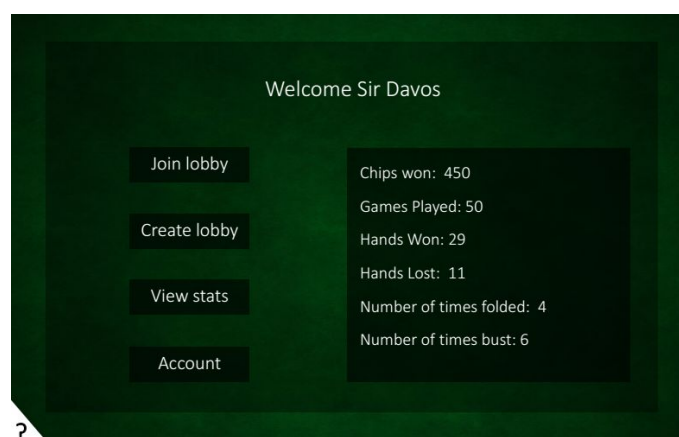 Welcome Sir Davos
Join lobby
Create lobby
View stats
Account
Chips won: 450
Games Played: 50
Hands Won: 29
Hands Lost: 11
Number of times folded: 4
Number of times bust: 6
?